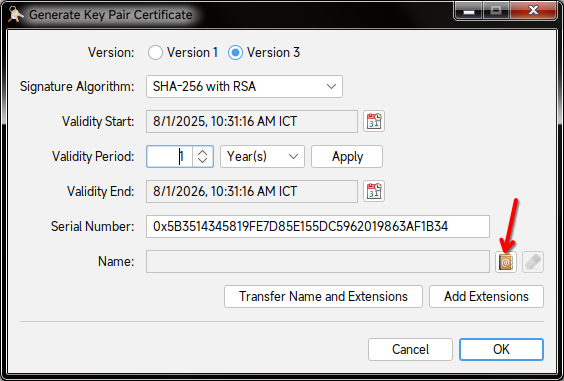 Generate Key Pair Certificate
Version: Version 1 Version 3
Signature Algorithm: SHA-256 with RSA
Validity Start: 8/1/2025, 10:31:16 AM ICT
Validity Period: 1 Year(s) Apply
Validity End: 8/1/2026, 10:31:16 AM ICT
Serial Number: 0x5B3514345819FE7D85E155DC5962019863AF1B34
Name:
Transfer Name and Extensions Add Extensions
Cancel OK